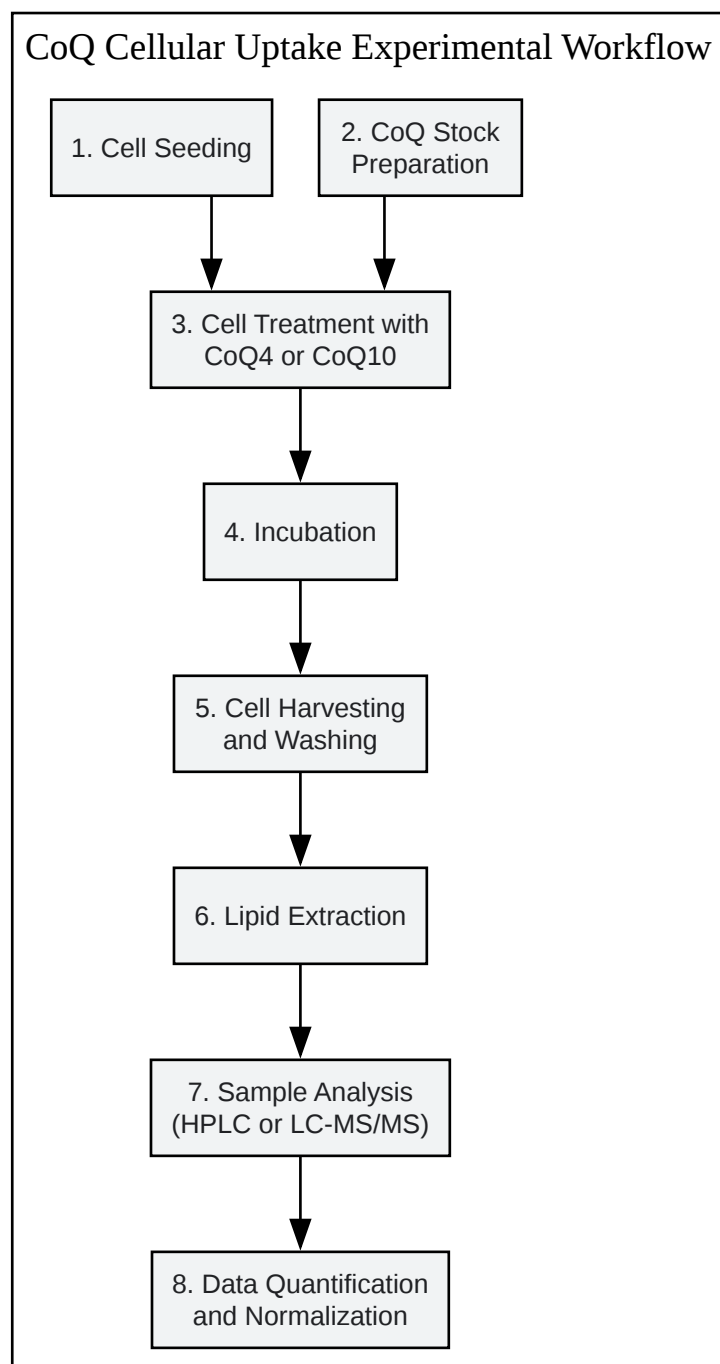 CoQ Cellular Uptake Experimental Workflow
1. Cell Seeding
2. CoQ Stock
Preparation
3. Cell Treatment with
CoQ4 or CoQ10
4. Incubation
5. Cell Harvesting
and Washing
6. Lipid Extraction
7. Sample Analysis
(HPLC or LC-MS/MS)
8. Data Quantification
and Normalization